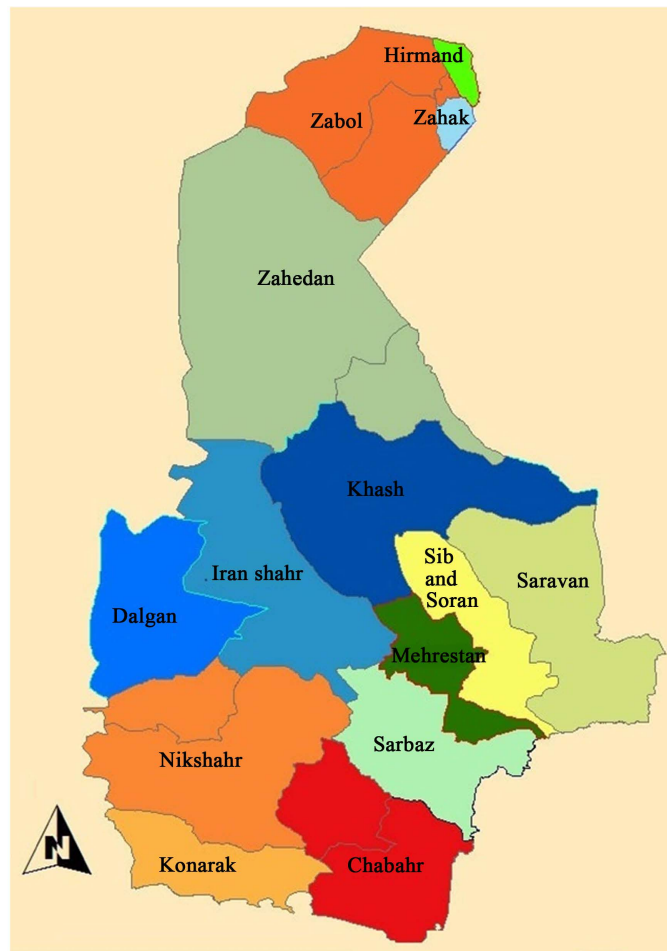 Hirmand
Zabol
Zahak
Zahedan
Khash
Sib
and
Soran
Iran shahr
Saravan
Dalgan
Mehrestan
Sarbaz
Nikshahr
N
Konarak
Chabahr